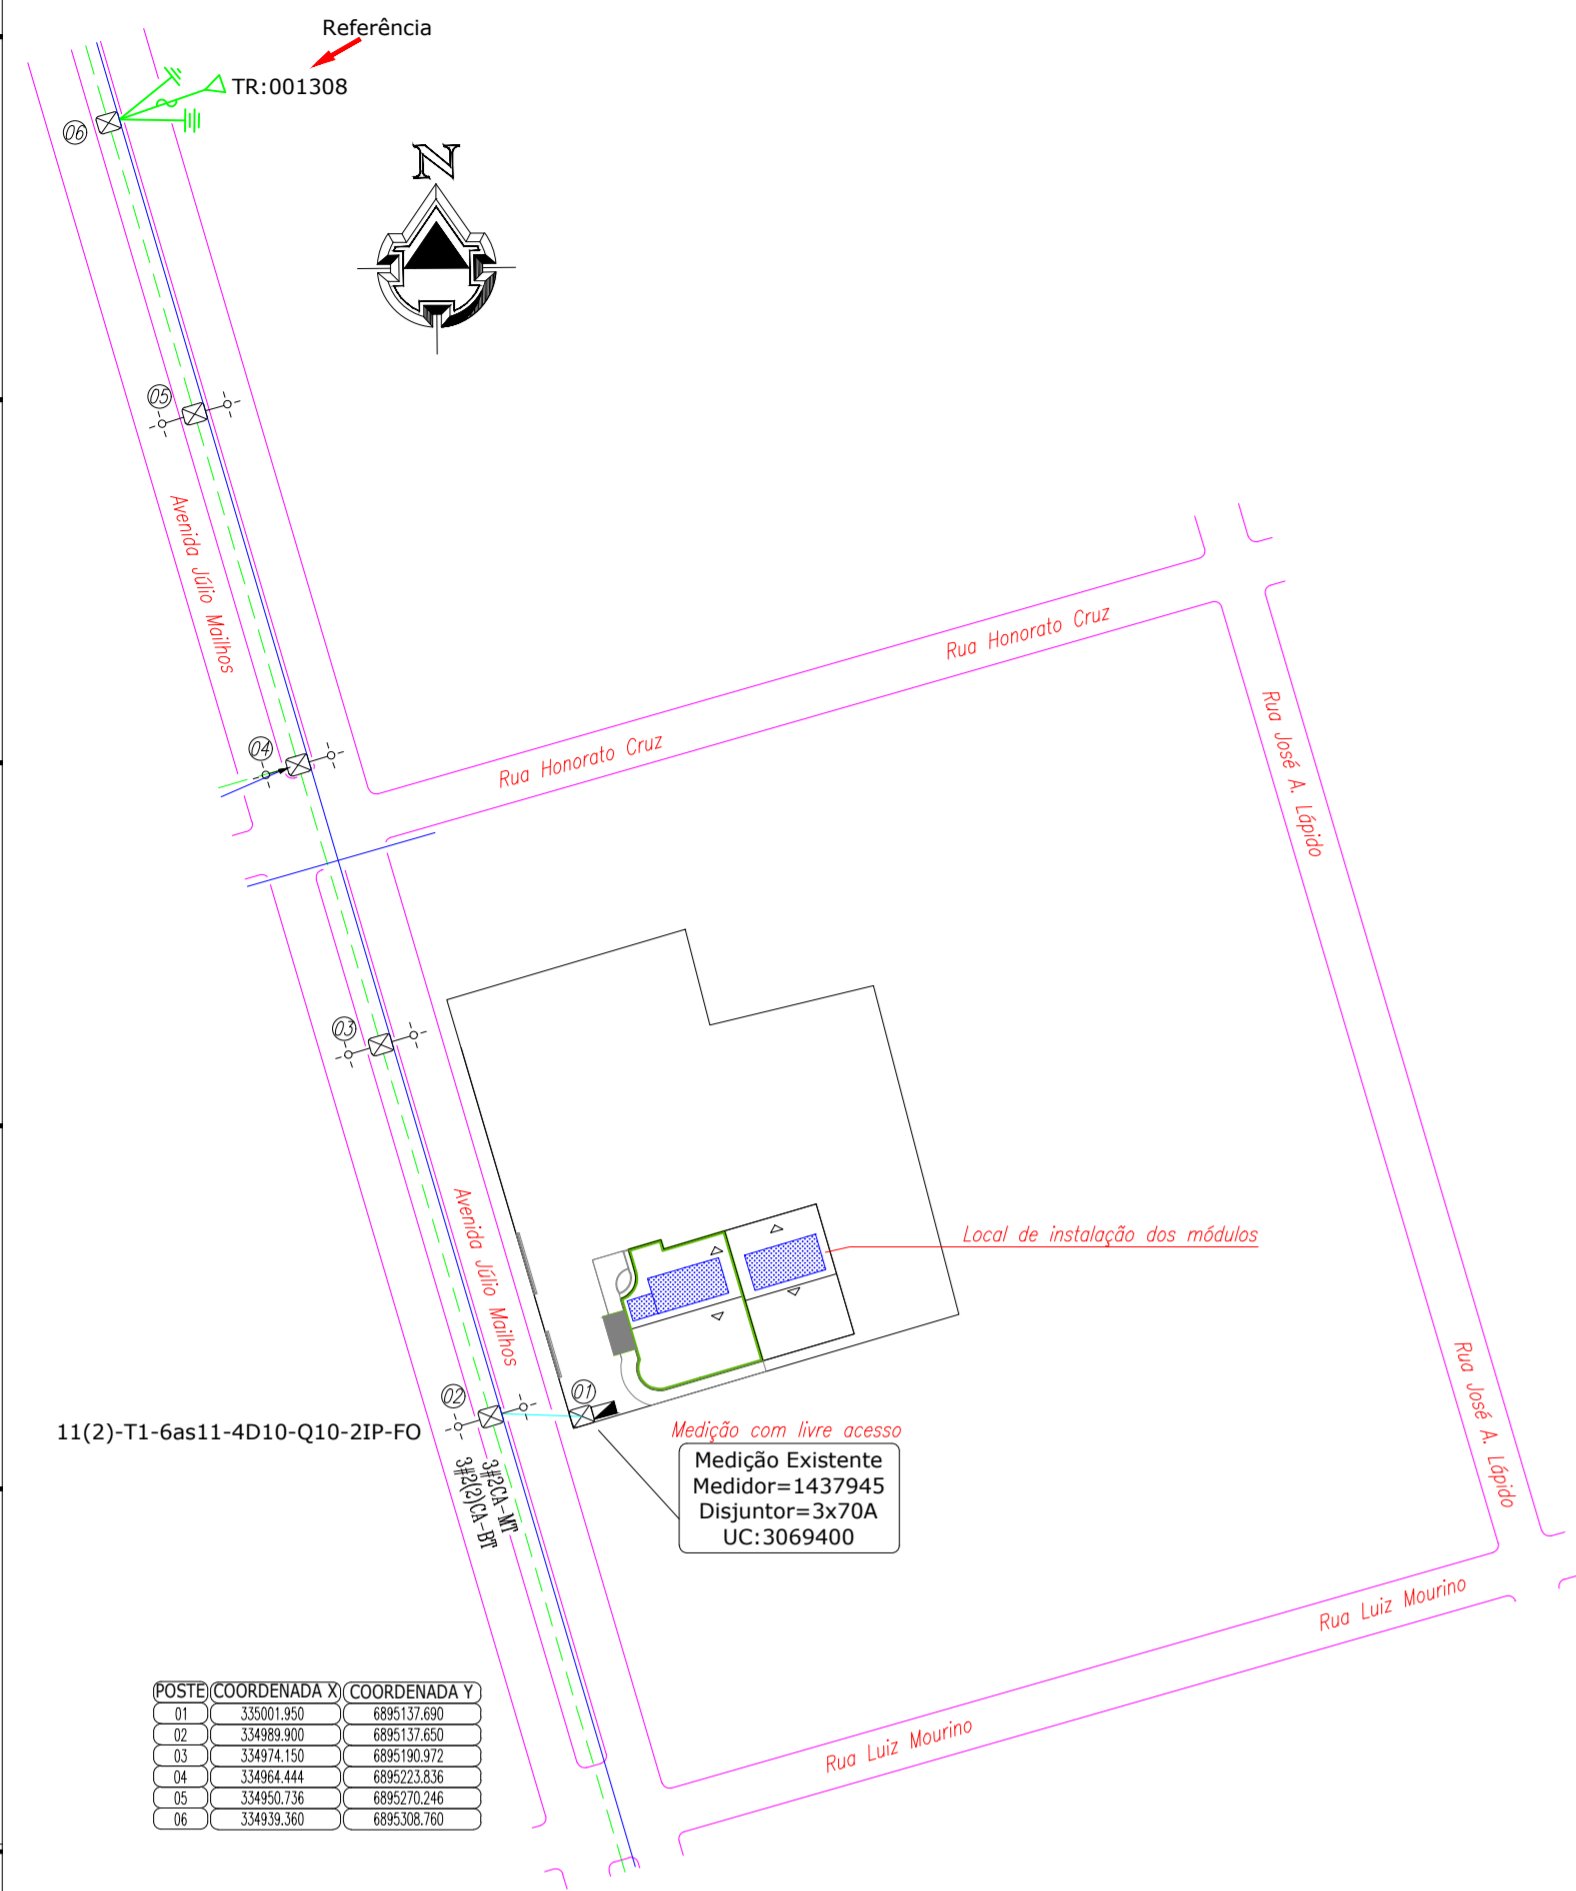 Referência
TR:001308
06
N
05
Avenida Júlio Mailhos
Rua Honorato Cruz
Rua José A. Lápido
04
Rua Honorato Cruz
03
Avenida Júlio Mailhos
Local de instalação dos módulos
Rua José A. Lápido
02
01
11(2)-T1-6as11-4D10-Q10-2IP-FO
Medição com livre acesso
3#2CA-MT
3#2(2)CA-BT
Medição Existente
Medidor=1437945
Disjuntor=3x70A
UC:3069400
Rua Luiz Mourino
Rua Luiz Mourino
POSTE COORDENADA X COORDENADA Y
01 335001.950 6895137.690
02 334989.900 6895137.650
03 334974.150 6895190.972
04 334964.444 6895223.836
05 334950.736 6895270.246
06 334939.360 6895308.760